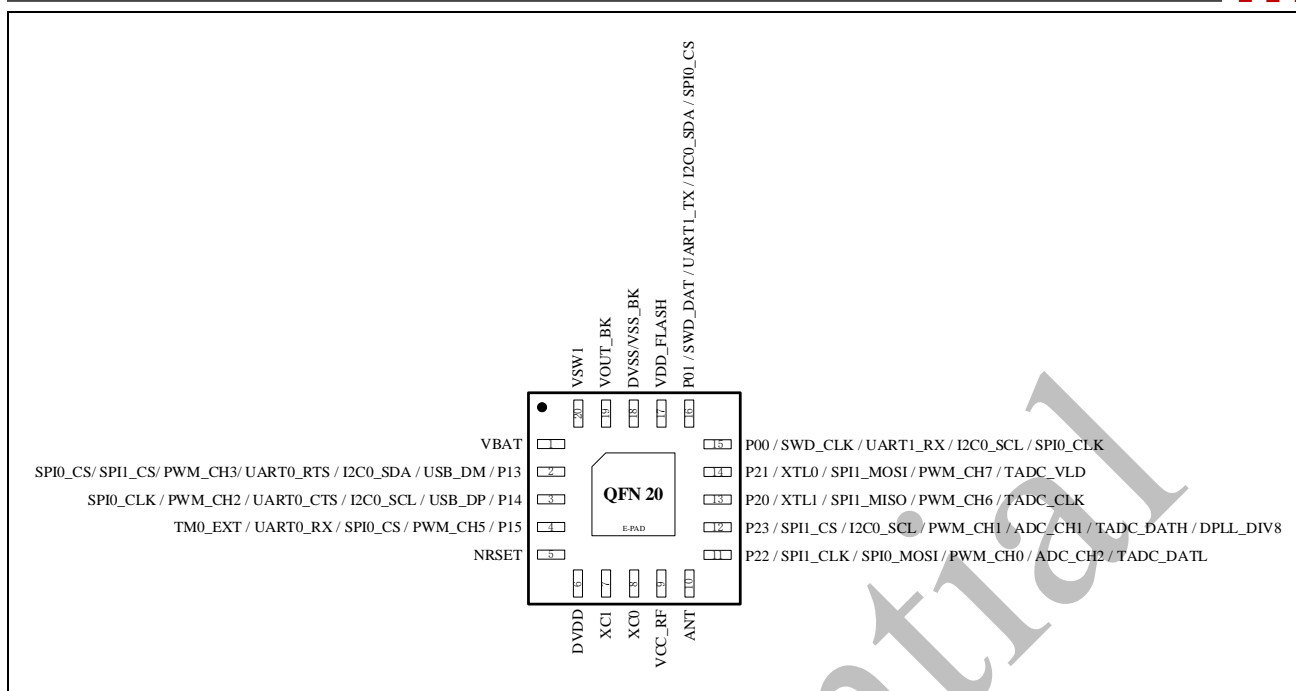 P01 / SWD_DAT / UART1_TX / I2C0_SDA / SPI0_CS
VSW1
VOUT_BK
DVSS/VSS_BK
VDD_FLASH
20
19
18
17
16
VBAT
1
SPI0_CS/ SPI1_CS/ PWM_CH3/ UART0_RTS / I2C0_SDA / USB_DM / P13
2
SPI0_CLK / PWM_CH2 / UART0_CTS / I2C0_SCL / USB_DP / P14
3
TM0_EXT / UART0_RX / SPI0_CS / PWM_CH5 / P15
4
NRSET
5
QFN 20
E-PAD
15
P00 / SWD_CLK / UART1_RX / I2C0_SCL / SPI0_CLK
14
P21 / XTL0 / SPI1_MOSI / PWM_CH7 / TADC_VLD
13
P20 / XTL1 / SPI1_MISO / PWM_CH6 / TADC_CLK
12
P23 / SPI1_CS / I2C0_SCL / PWM_CH1 / ADC_CH1 / TADC_DATH / DPLL_DIV8
11
P22 / SPI1_CLK / SPI0_MOSI / PWM_CH0 / ADC_CH2 / TADC_DATL
6
7
8
9
10
DVDD
XC1
XC0
VCC_RF
ANT
ntial